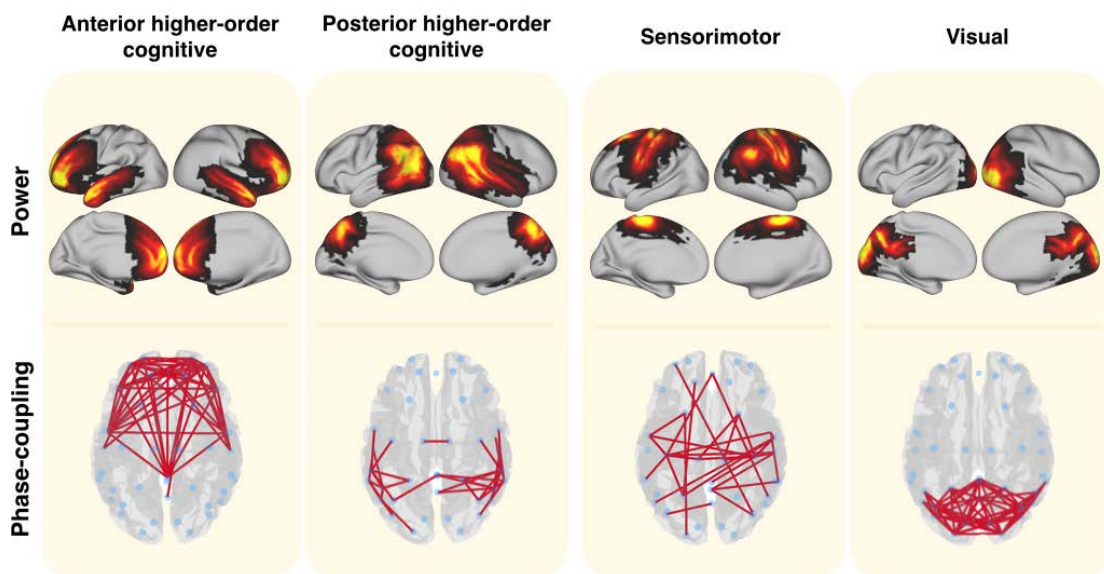 Anterior higher-order
cognitive
Posterior higher-order
cognitive
Sensorimotor
Visual
Power
Phase-coupling